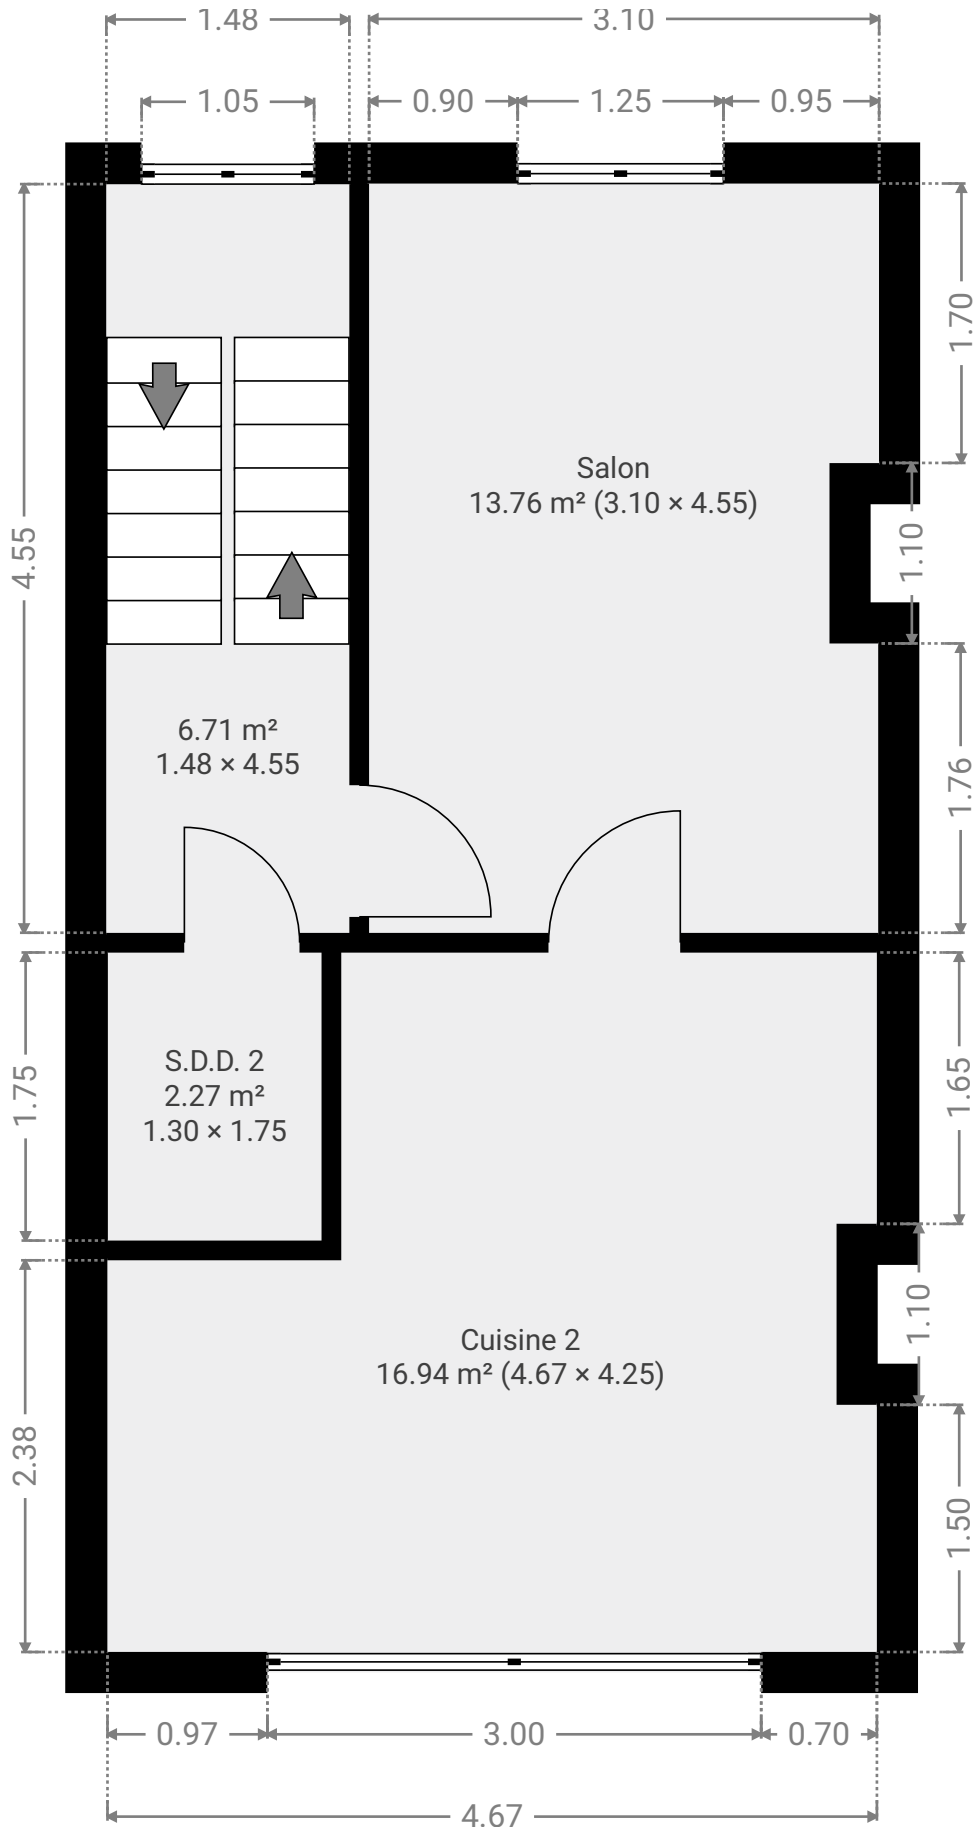 1.48
3.10
1.05
0.90
1.25
0.95
1.70
Salon
13.76 m² (3.10 × 4.55)
4.55
1.10
6.71 m²
1.48 × 4.55
1.76
S.D.D. 2
2.27 m²
1.30 × 1.75
1.75
1.65
Cuisine 2
16.94 m² (4.67 × 4.25)
1.10
2.38
1.50
0.97
3.00
0.70
4.67